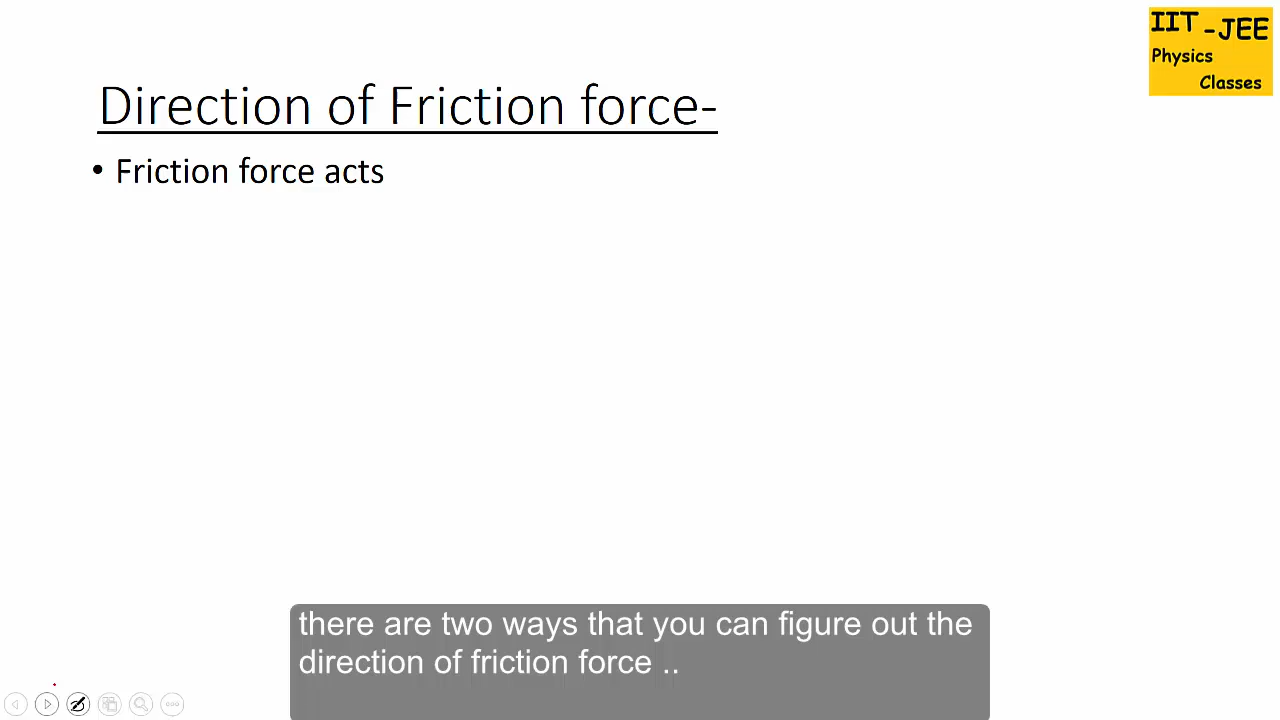 IIT -JEE
Physics
Classes
Direction of Friction force-
• Friction force acts
there are two ways that you can figure out the
direction of friction force ..